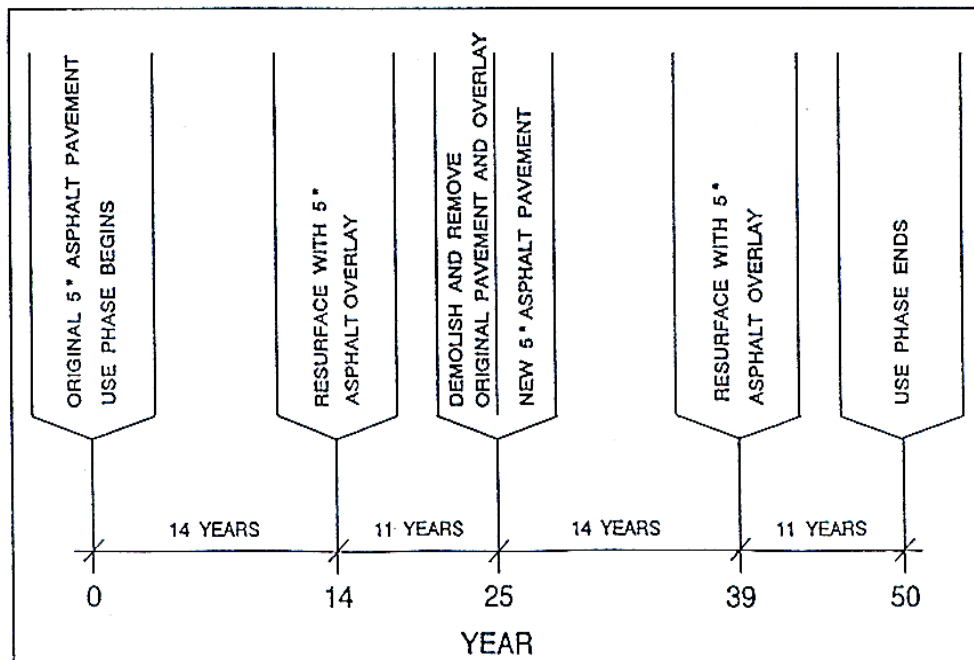 ORIGINAL 5" ASPHALT PAVEMENT
USE PHASE BEGINS
RESURFACE WITH 5"
ASPHALT OVERLAY
DEMOLISH AND REMOVE
ORIGINAL PAVEMENT AND OVERLAY
NEW 5" ASPHALT PAVEMENT
RESURFACE WITH 5"
ASPHALT OVERLAY
USE PHASE ENDS
14 YEARS
11 YEARS
14 YEARS
11 YEARS
0
14
25
39
50
YEAR